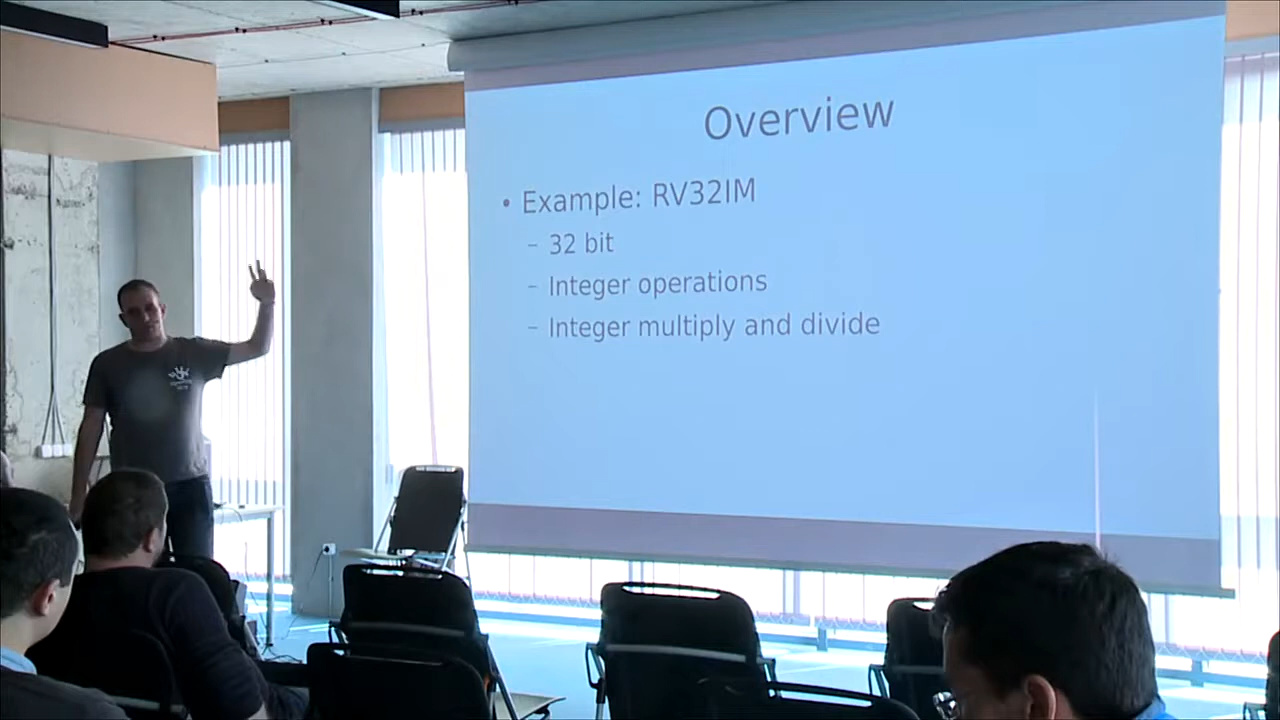 Overview
• Example: RV32IM
– 32 bit
– Integer operations
– Integer multiply and divide